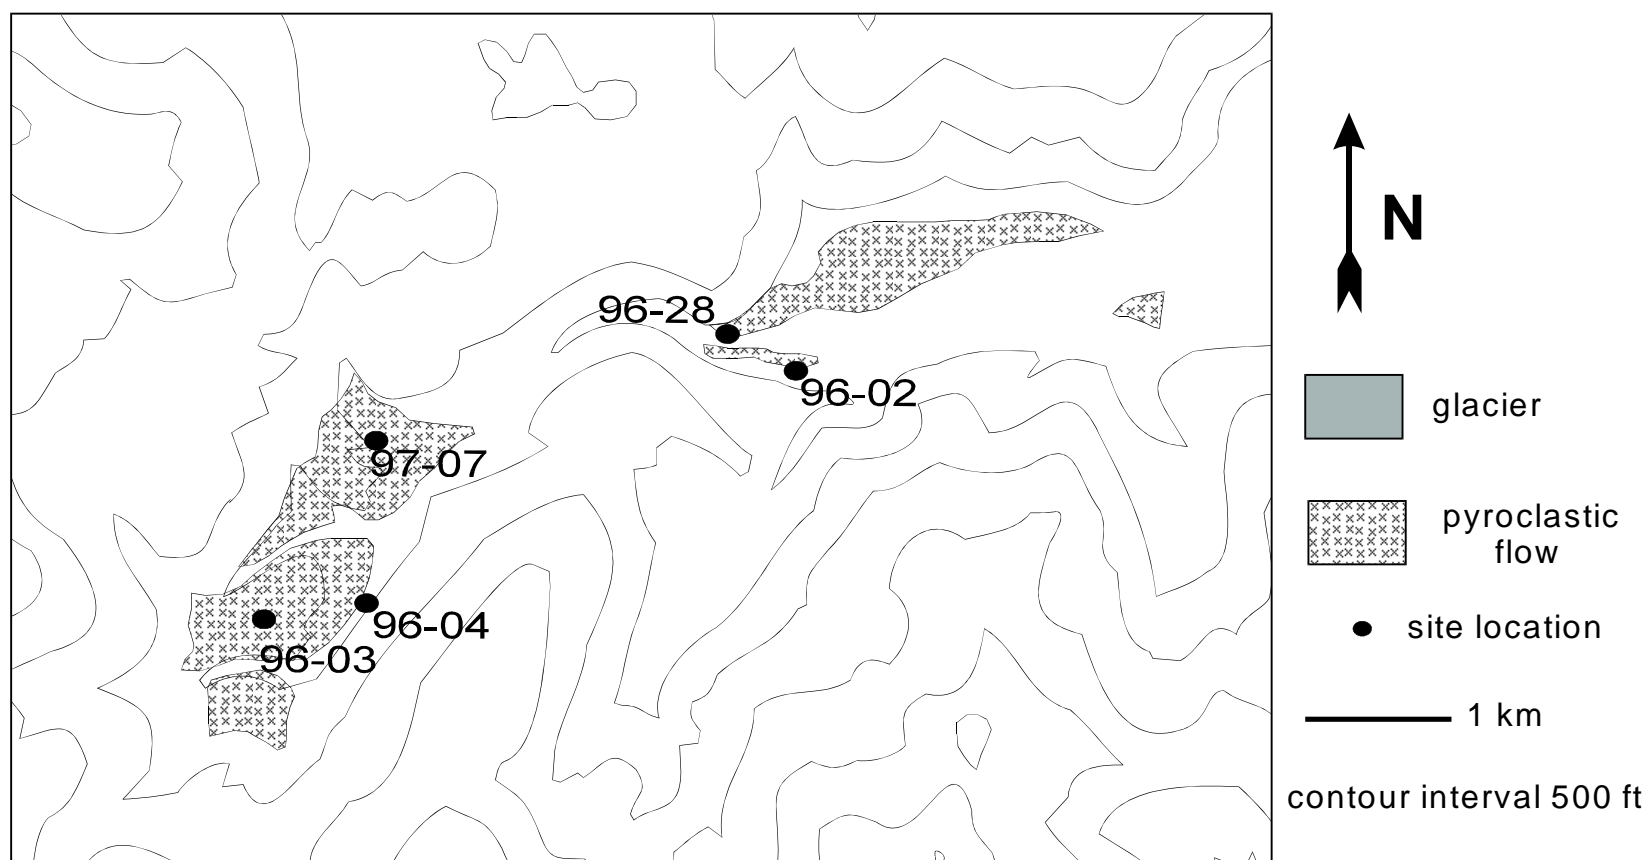 N
96-28
96-02
glacier
97-07
pyroclastic
flow
96-04
site location
96-03
1 km
contour interval 500 ft